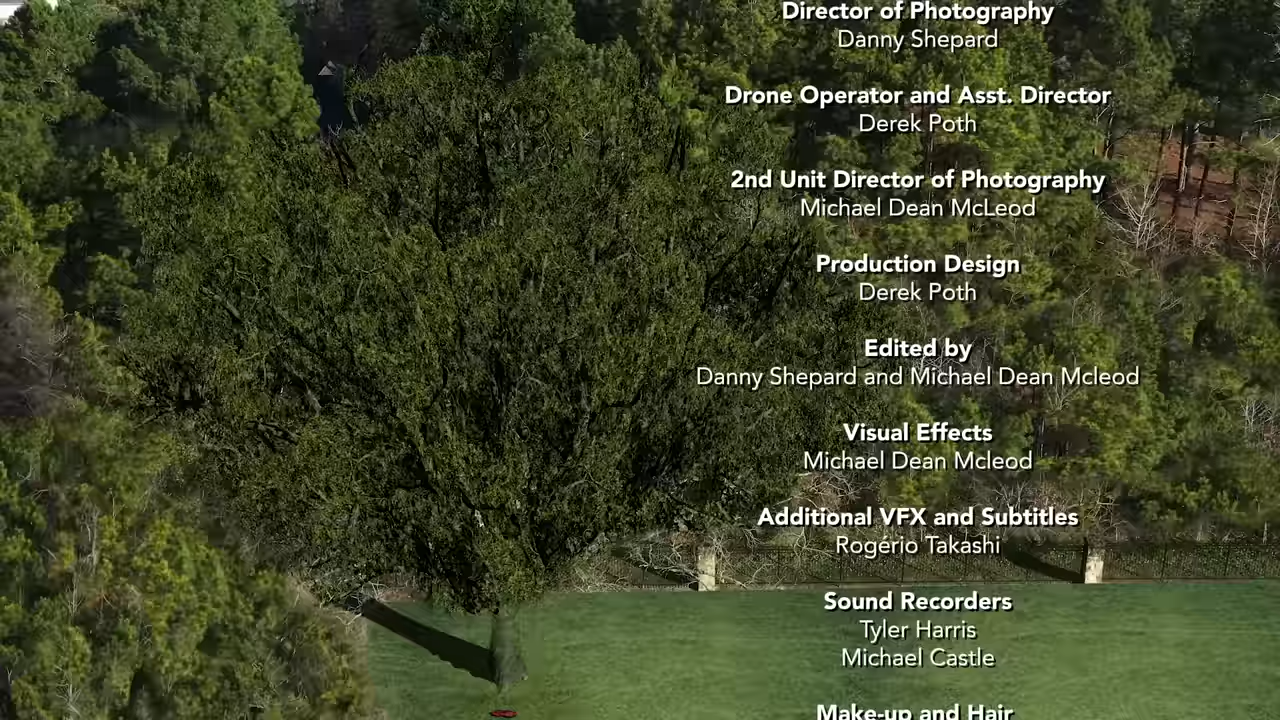 Director of Photography
Danny Shepard
Drone Operator and Asst. Director
Derek Poth
2nd Unit Director of Photography
Michael Dean McLeod
Production Design
Derek Poth
Edited by
Danny Shepard and Michael Dean Mcleod
Visual Effects
Michael Dean Mcleod
Additional VFX and Subtitles
Rogério Takashi
Sound Recorders
Tyler Harris
Michael Castle
Make-up and Hair